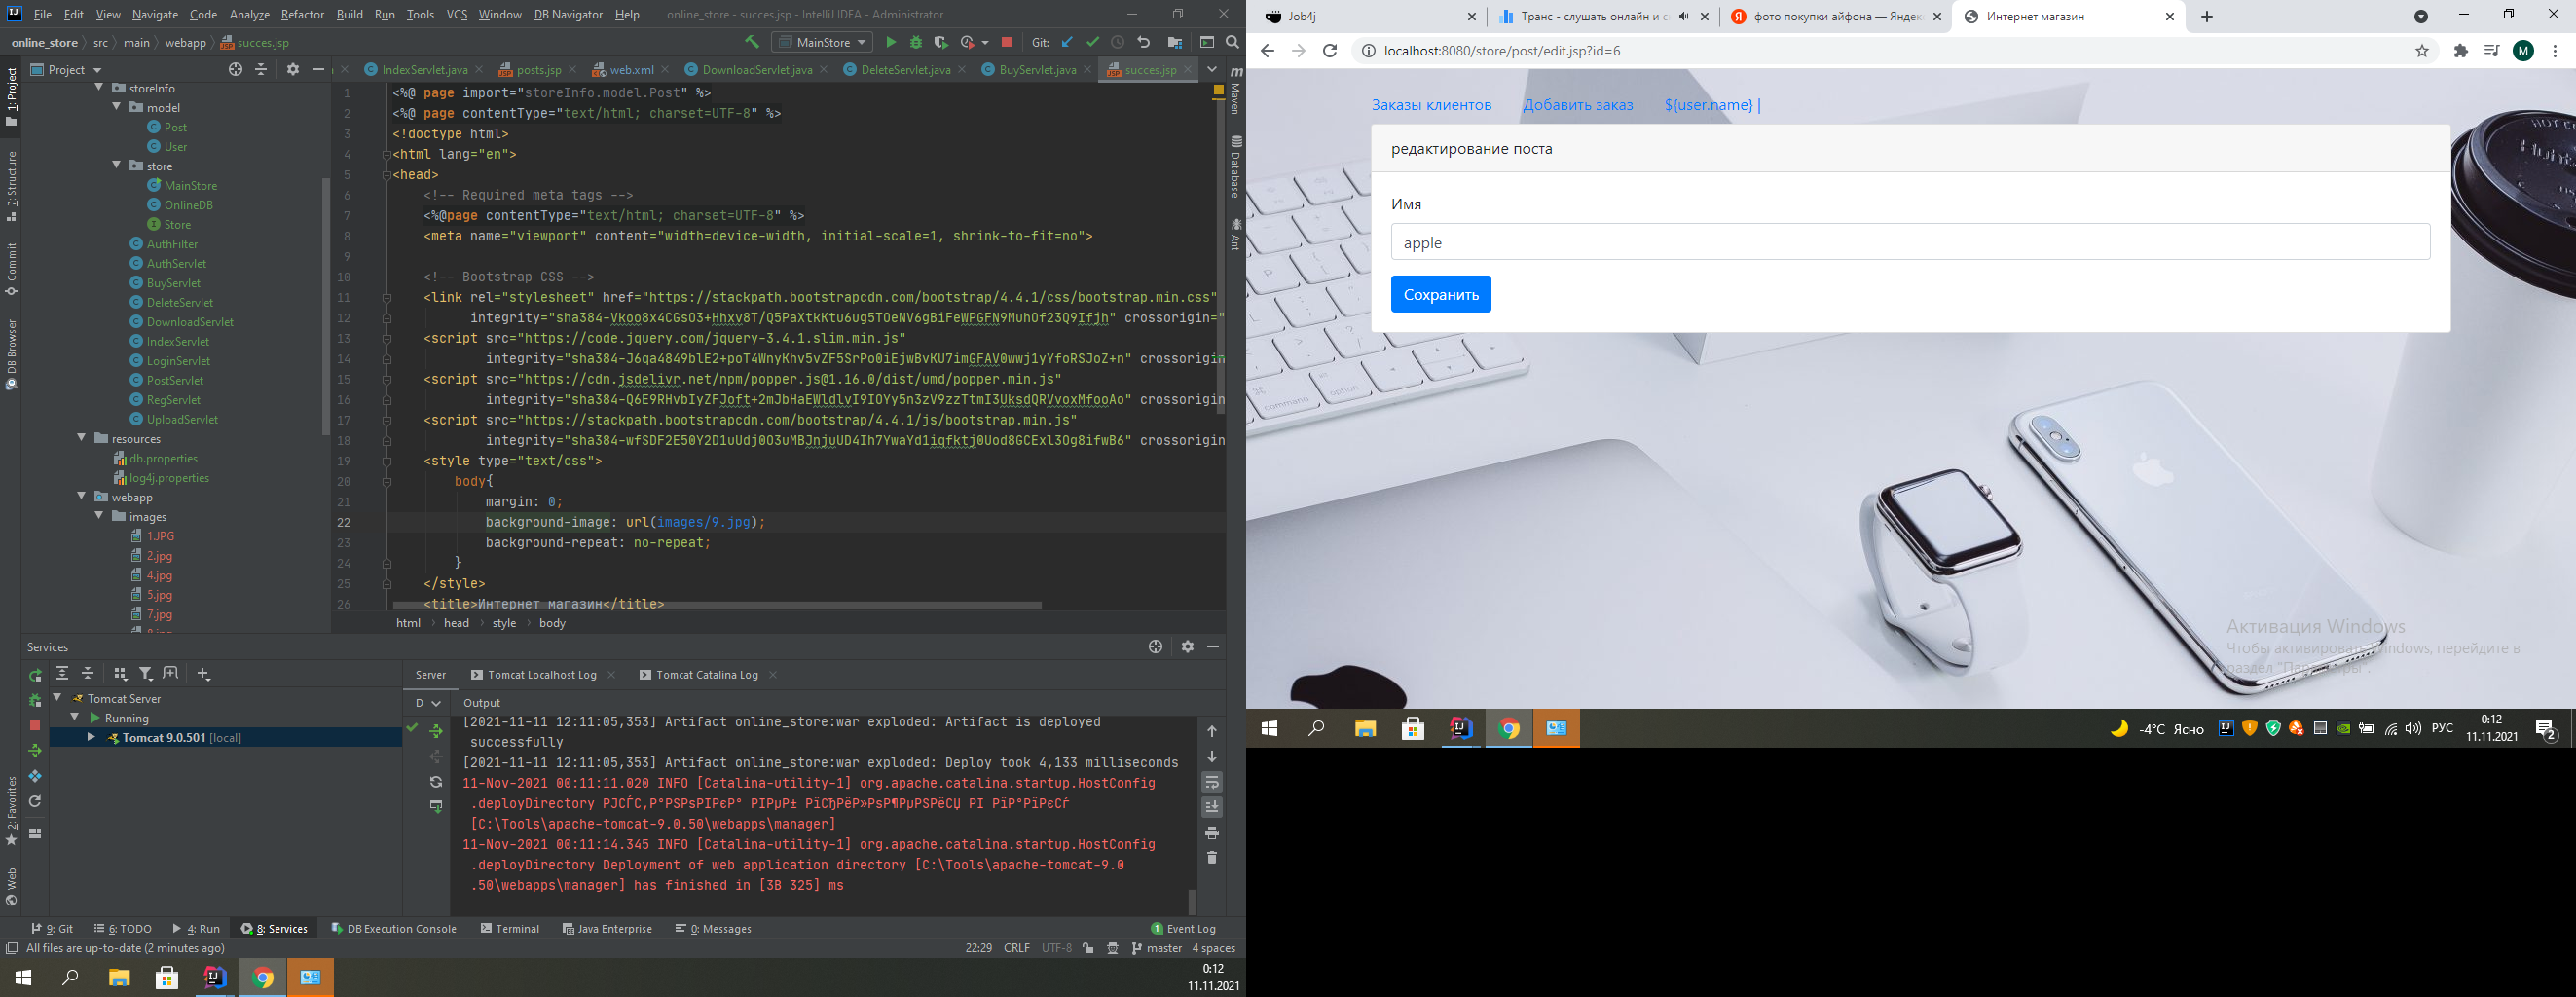 File Edit View Navigate Code Analyze Refactor Build Run Tools VCS Window DB Navigator Help online_store - succes.jsp - IntelliJ IDEA - Administrator
online_store src main webapp succes.jsp
MainStore Git:
Project
IndexServlet.java posts.jsp web.xml DownloadServlet.java DeleteServlet.java BuyServlet.java succes.jsp
1: Project
7: Structure
Commit
DB Browser
2: Favorites
Web
storeInfo
model
Post
User
store
MainStore
OnlineDB
Store
AuthFilter
AuthServlet
BuyServlet
DeleteServlet
DownloadServlet
IndexServlet
LoginServlet
PostServlet
RegServlet
UploadServlet
resources
db.properties
log4j.properties
webapp
images
1.JPG
2.jpg
4.jpg
5.jpg
7.jpg
1 <%@ page import="storeInfo.model.Post" %>
2 <%@ page contentType="text/html; charset=UTF-8" %>
3 <!doctype html>
4 <html lang="en">
5 <head>
6 <!-- Required meta tags -->
7 <%@page contentType="text/html; charset=UTF-8" %>
8 <meta name="viewport" content="width=device-width, initial-scale=1, shrink-to-fit=no">
9
10 <!-- Bootstrap CSS -->
11 <link rel="stylesheet" href="https://stackpath.bootstrapcdn.com/bootstrap/4.4.1/css/bootstrap.min.css"
12 integrity="sha384-Vkoo8x4CGsO3+Hhxv8T/Q5PaXtkKtu6ug5TOeNV6gBiFeWPGFN9MuhOf23Q9Ifjh" crossorigin="
13 <script src="https://code.jquery.com/jquery-3.4.1.slim.min.js"
14 integrity="sha384-J6qa4849blE2+poT4WnyKhv5vZF5SrPo0iEjwBvKU7imGFAV0wwj1yYfoRSJoZ+n" crossorigin
15 <script src="https://cdn.jsdelivr.net/npm/popper.js@1.16.0/dist/umd/popper.min.js"
16 integrity="sha384-Q6E9RHvbIyZFJoft+2mJbHaEWldlvI9IOYy5n3zV9zzTtmI3UksdQRVvoxMfooAo" crossorigin
17 <script src="https://stackpath.bootstrapcdn.com/bootstrap/4.4.1/js/bootstrap.min.js"
18 integrity="sha384-wfSDF2E50Y2D1uUdj0O3uMBJnjuUD4Ih7YwaYd1iqfktj0Uod8GCExl3Og8ifwB6" crossorigin
19 <style type="text/css">
20 body{
21 margin: 0;
22 background-image: url(images/9.jpg);
23 background-repeat: no-repeat;
24 }
25 </style>
26 <title>Интернет магазин</title>
html head style body
Maven
Database
Ant
Services
Tomcat Server
Running
Tomcat 9.0.501 [local]
Server Tomcat Localhost Log Tomcat Catalina Log
D Output
[2021-11-11 12:11:05,353] Artifact online_store:war exploded: Artifact is deployed
successfully
[2021-11-11 12:11:05,353] Artifact online_store:war exploded: Deploy took 4,133 milliseconds
11-Nov-2021 00:11:11.020 INFO [Catalina-utility-1] org.apache.catalina.startup.HostConfig
.deployDirectory
[C:\Tools\apache-tomcat-9.0.50\webapps\manager]
11-Nov-2021 00:11:14.345 INFO [Catalina-utility-1] org.apache.catalina.startup.HostConfig
.deployDirectory Deployment of web application directory [C:\Tools\apache-tomcat-9.0
.50\webapps\manager] has finished in [3В 325] ms
9: Git 6: TODO 4: Run 8: Services DB Execution Console Terminal Java Enterprise 0: Messages 1 Event Log
All files are up-to-date (2 minutes ago) 22:29 CRLF UTF-8 master 4 spaces
0:12
11.11.2021
Job4j Транс - слушать онлайн и с фото покупки айфона — Яндек Интернет магазин
localhost:8080/store/post/edit.jsp?id=6 M
Заказы клиентов Добавить заказ ${user.name} |
редактирование поста
Имя
apple
Сохранить
command option
Активация Windows
Чтобы активировать Windows, перейдите в
раздел "Параметры".
-4°C Ясно РУС 0:12
11.11.2021 2